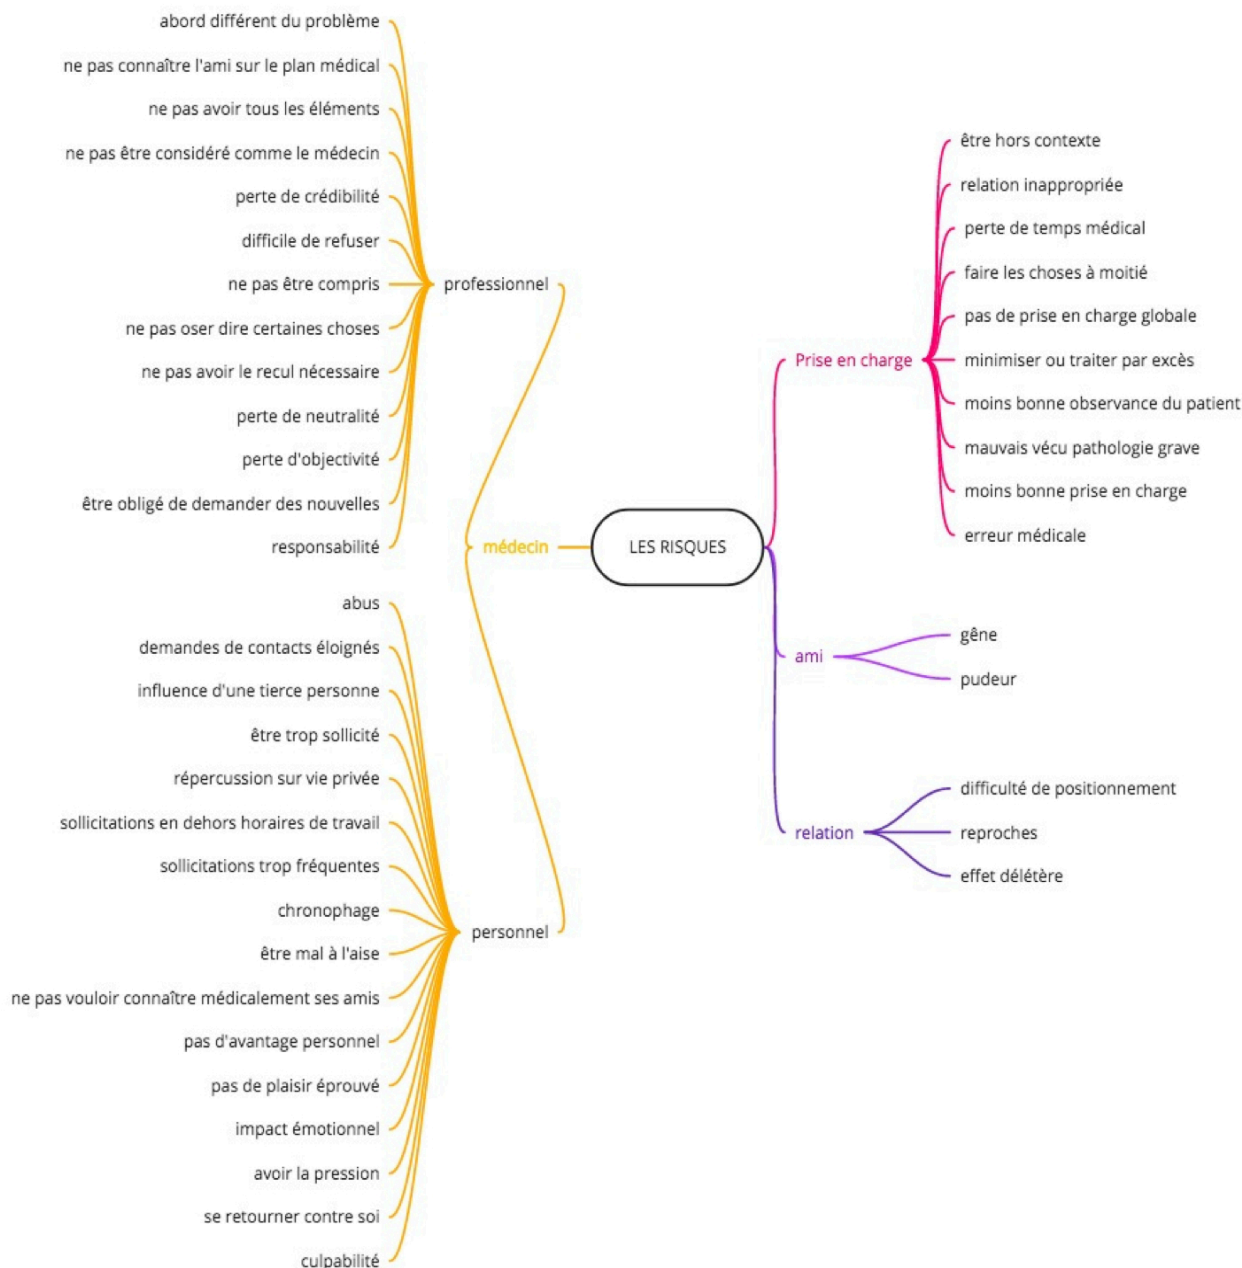 abord différent du problème
ne pas connaître l'ami sur le plan médical
ne pas avoir tous les éléments
ne pas être considéré comme le médecin
perte de crédibilité
difficile de refuser
ne pas être compris
ne pas oser dire certaines choses
ne pas avoir le recul nécessaire
perte de neutralité
perte d'objectivité
être obligé de demander des nouvelles
responsabilité
professionnel
abus
demandes de contacts éloignés
influence d'une tierce personne
être trop sollicité
répercussion sur vie privée
sollicitations en dehors horaires de travail
sollicitations trop fréquentes
chronophage
être mal à l'aise
ne pas vouloir connaître médicalement ses amis
pas d'avantage personnel
pas de plaisir éprouvé
impact émotionnel
avoir la pression
se retourner contre soi
culpabilité
personnel
médecin
LES RISQUES
Prise en charge
être hors contexte
relation inappropriée
perte de temps médical
faire les choses à moitié
pas de prise en charge globale
minimiser ou traiter par excès
moins bonne observance du patient
mauvais vécu pathologie grave
moins bonne prise en charge
erreur médicale
ami
gêne
pudeur
relation
difficulté de positionnement
reproches
effet délétère